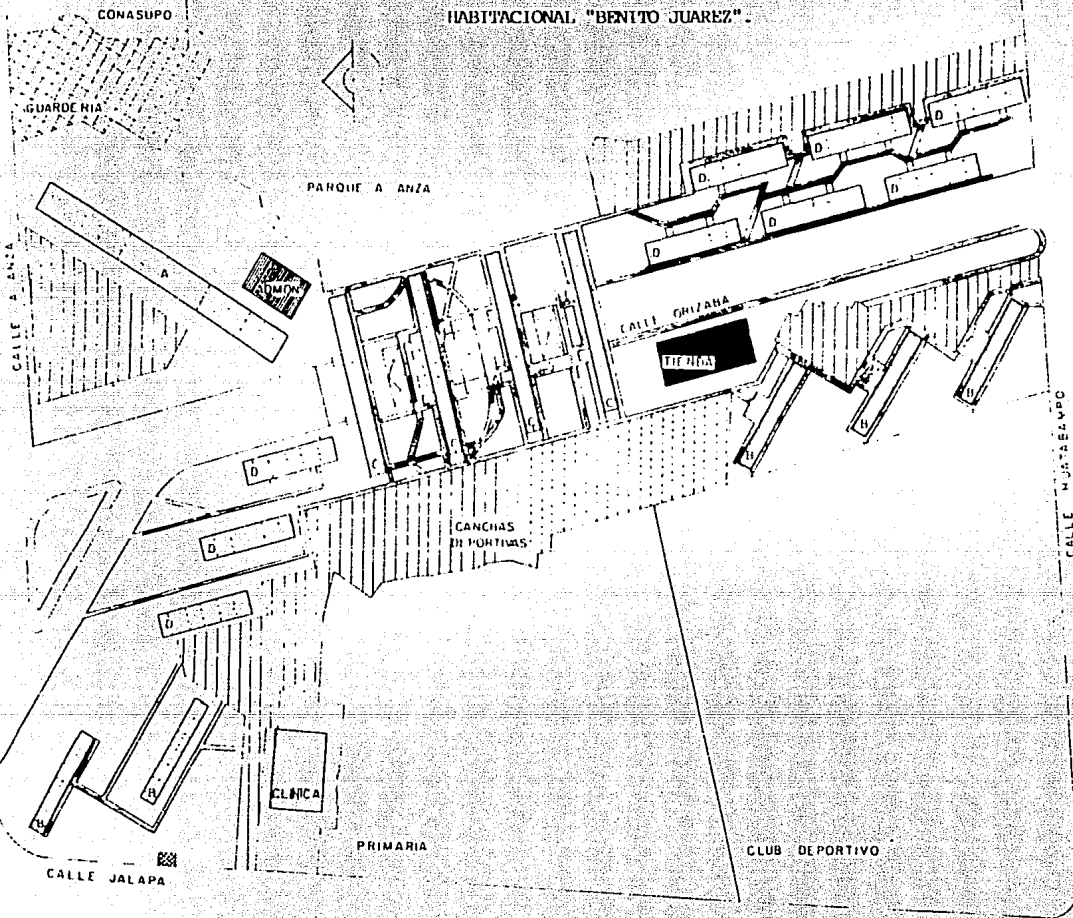 CONASUPO
HABITACIONAL "BENITO JUAREZ".
GUARDERIA
PARQUE A ANZA
CALLE A ANZA
A
ADMON
D
D
D
D
D
D
CALLE ORIZABA
TIENDA
C
C
C
C
B
B
B
CALLE HUATABAMPO
D
D
D
CANCHAS
DEPORTIVAS
B
B
CLINICA
PRIMARIA
CLUB DEPORTIVO
CALLE JALAPA